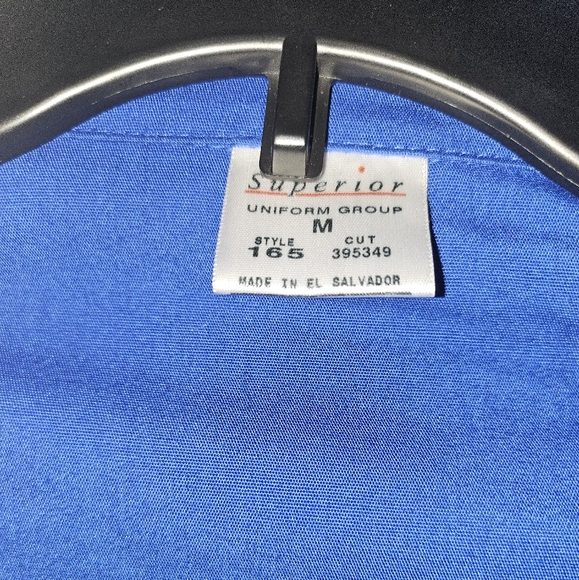 Superior
UNIFORM GROUP
M
STYLE CUT
165 395349
MADE IN EL SALVADOR